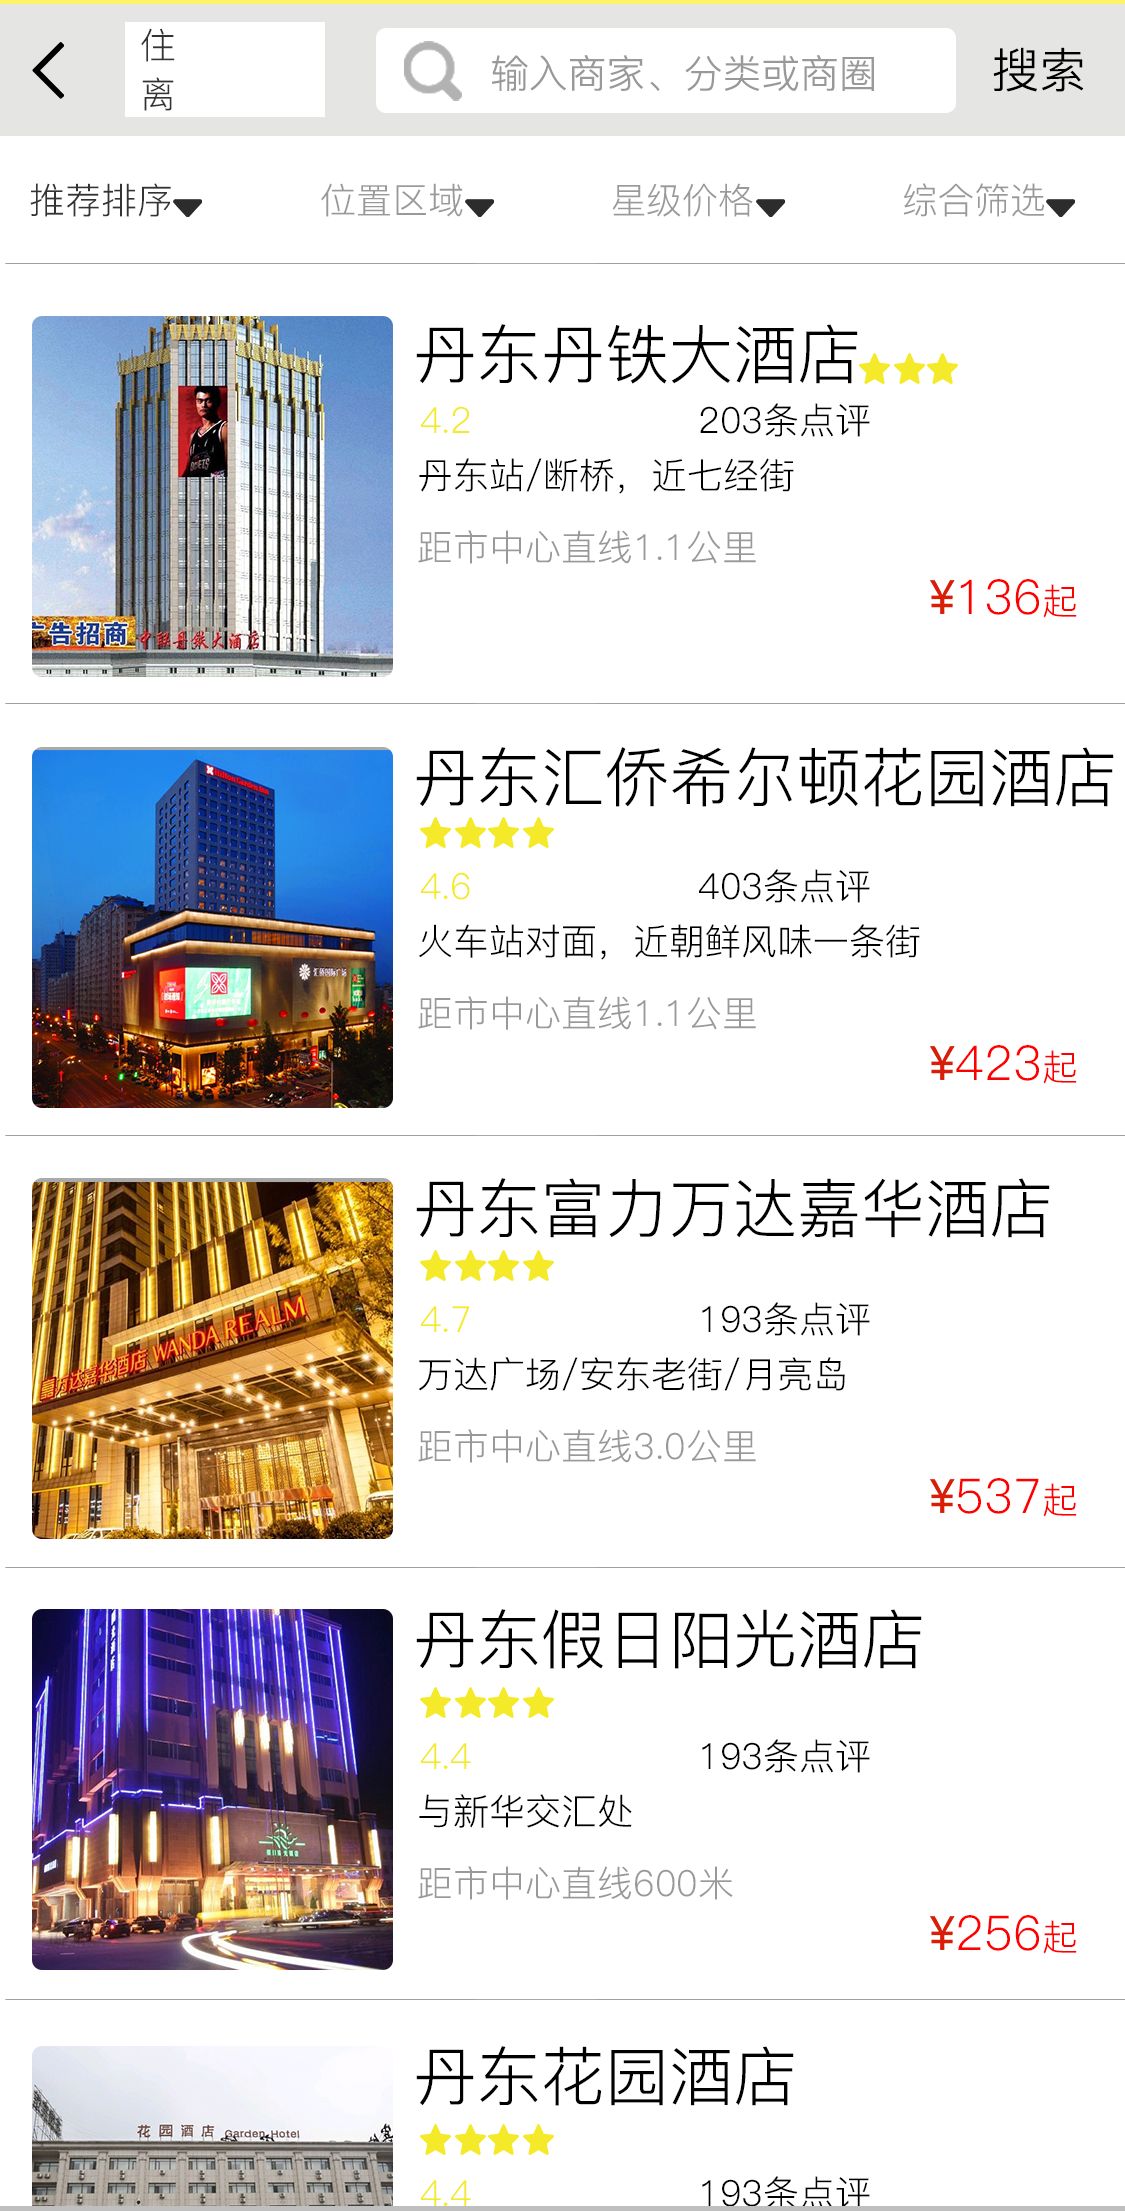 住
离
输入商家、分类或商圈
搜索
推荐排序
位置区域
星级价格
综合筛选
丹东丹铁大酒店
4.2
203条点评
丹东站/断桥，近七经街
距市中心直线1.1公里
¥136起
广告招商
中联丹铁大酒店
丹东汇侨希尔顿花园酒店
4.6
403条点评
火车站对面，近朝鲜风味一条街
距市中心直线1.1公里
¥423起
Hilton Garden Inn
丹东富力万达嘉华酒店
4.7
193条点评
万达广场/安东老街/月亮岛
距市中心直线3.0公里
¥537起
富力万达嘉华酒店 WANDA REALM
丹东假日阳光酒店
4.4
193条点评
与新华交汇处
距市中心直线600米
¥256起
假日阳光酒店
丹东花园酒店
4.4
193条点评
花园酒店 Garden Hotel